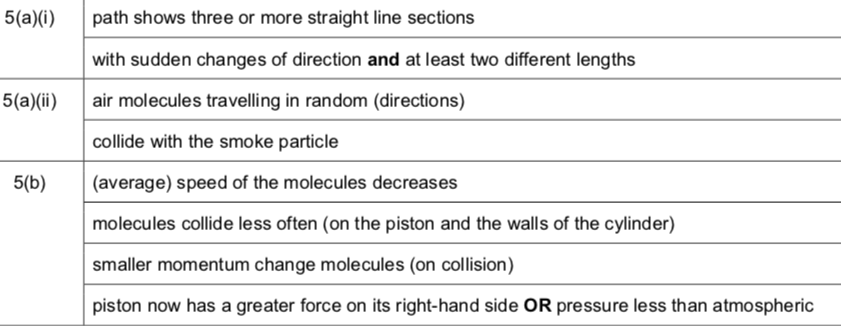 5(a)(i) path shows three or more straight line sections
with sudden changes of direction and at least two different lengths
5(a)(ii) air molecules travelling in random (directions)
collide with the smoke particle
5(b) (average) speed of the molecules decreases
molecules collide less often (on the piston and the walls of the cylinder)
smaller momentum change molecules (on collision)
piston now has a greater force on its right-hand side OR pressure less than atmospheric